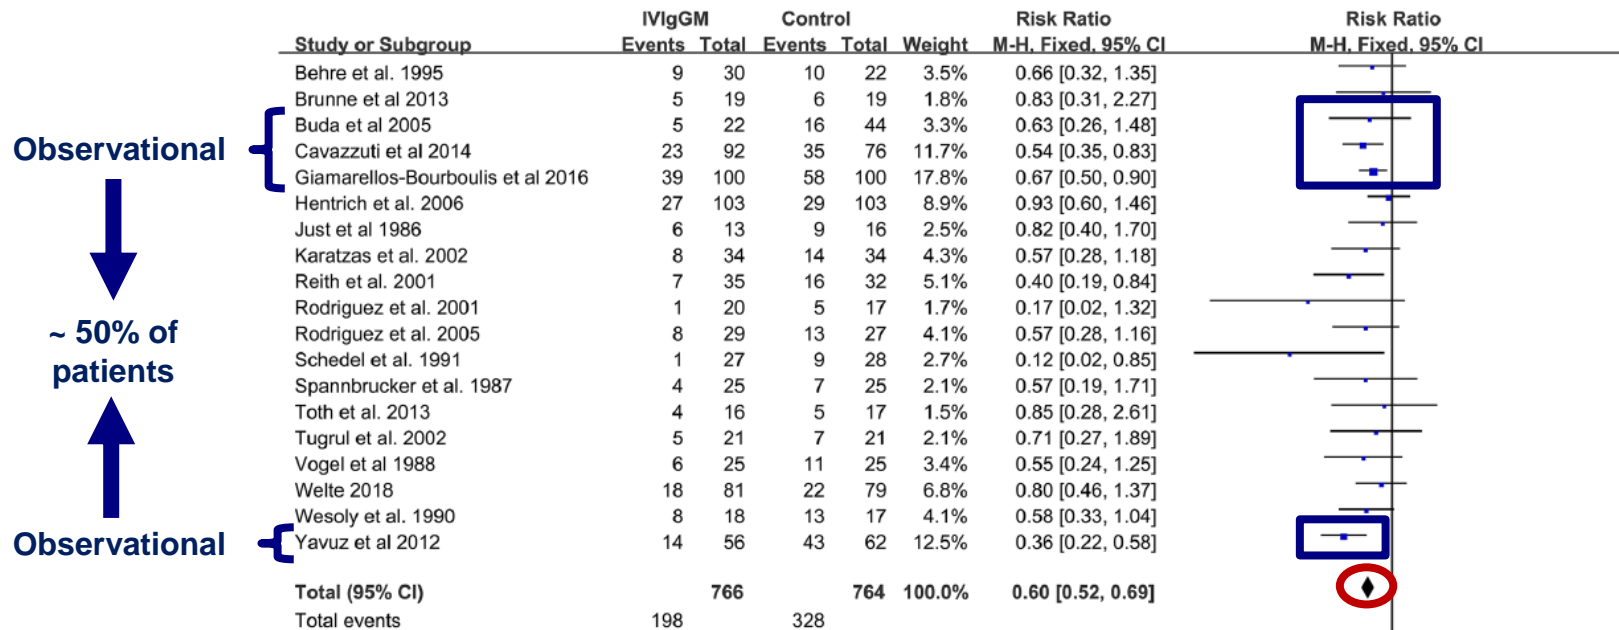 IVIgGM Control Risk Ratio Risk Ratio
Study or Subgroup Events Total Events Total Weight M-H, Fixed, 95% CI M-H, Fixed, 95% CI
Behre et al. 1995 9 30 10 22 3.5% 0.66 [0.32, 1.35]
Brunne et al 2013 5 19 6 19 1.8% 0.83 [0.31, 2.27]
Buda et al 2005 5 22 16 44 3.3% 0.63 [0.26, 1.48]
Observational
Cavazzuti et al 2014 23 92 35 76 11.7% 0.54 [0.35, 0.83]
Giamarellos-Bourboulis et al 2016 39 100 58 100 17.8% 0.67 [0.50, 0.90]
Hentrich et al. 2006 27 103 29 103 8.9% 0.93 [0.60, 1.46]
Just et al 1986 6 13 9 16 2.5% 0.82 [0.40, 1.70]
Karatzas et al. 2002 8 34 14 34 4.3% 0.57 [0.28, 1.18]
Reith et al. 2001 7 35 16 32 5.1% 0.40 [0.19, 0.84]
Rodriguez et al. 2001 1 20 5 17 1.7% 0.17 [0.02, 1.32]
~ 50% of
patients
Rodriguez et al. 2005 8 29 13 27 4.1% 0.57 [0.28, 1.16]
Schedel et al. 1991 1 27 9 28 2.7% 0.12 [0.02, 0.85]
Spannbrucker et al. 1987 4 25 7 25 2.1% 0.57 [0.19, 1.71]
Toth et al. 2013 4 16 5 17 1.5% 0.85 [0.28, 2.61]
Tugrul et al. 2002 5 21 7 21 2.1% 0.71 [0.27, 1.89]
Vogel et al 1988 6 25 11 25 3.4% 0.55 [0.24, 1.25]
Welte 2018 18 81 22 79 6.8% 0.80 [0.46, 1.37]
Wesoly et al. 1990 8 18 13 17 4.1% 0.58 [0.33, 1.04]
Observational
Yavuz et al 2012 14 56 43 62 12.5% 0.36 [0.22, 0.58]
Total (95% CI) 766 764 100.0% 0.60 [0.52, 0.69]
Total events 198 328